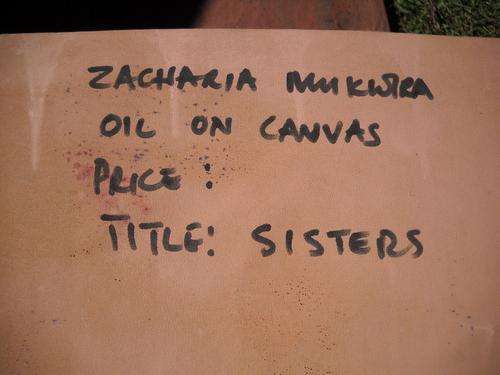 ZACHARIA MUKWIRA
OIL ON CANVAS
PRICE :
TITLE: SISTERS